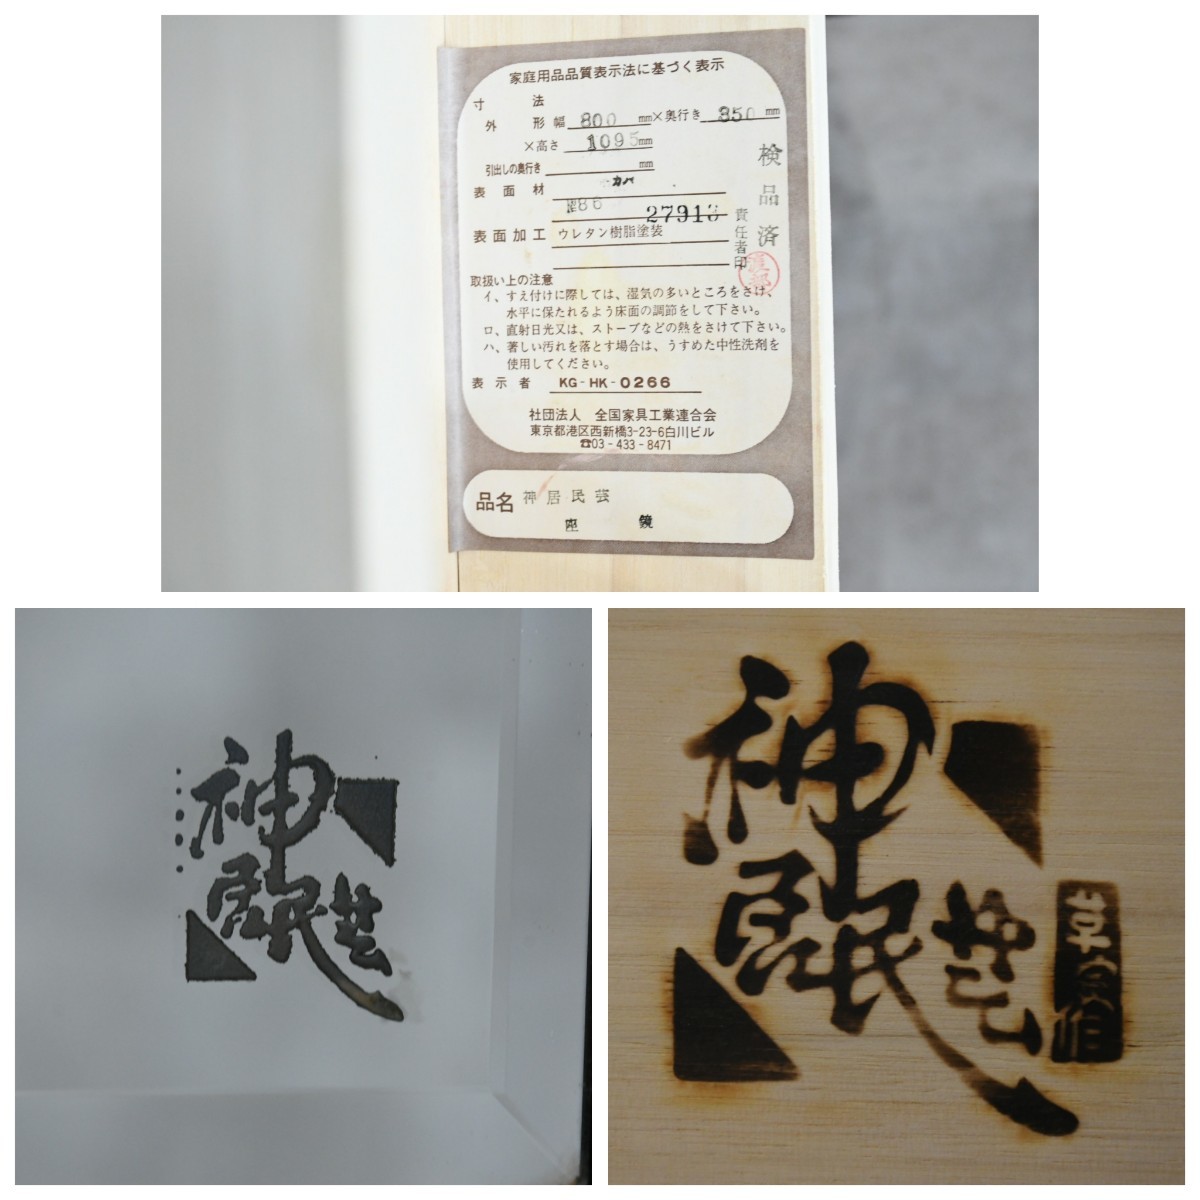 家庭用品品質表示法に基づく表示
寸法
外形 幅 800 mm×奥行き 850 mm
×高さ 1095 mm
引出しの奥行き mm
表面材 カバ
86
27913
表面加工 ウレタン樹脂塗装
検品済
責任者印
渡部
取扱い上の注意
イ、すえ付けに際しては、湿気の多いところをさけ、
水平に保たれるよう床面の調節をして下さい。
ロ、直射日光又は、ストーブなどの熱をさけて下さい。
ハ、著しい汚れを落とす場合は、うすめた中性洗剤を
使用してください。
表示者 KG-HK-0266
社団法人 全国家具工業連合会
東京都港区西新橋3-23-6白川ビル
☎03-433-8471
品名 神居民芸
座鏡
神居民芸
神居民芸